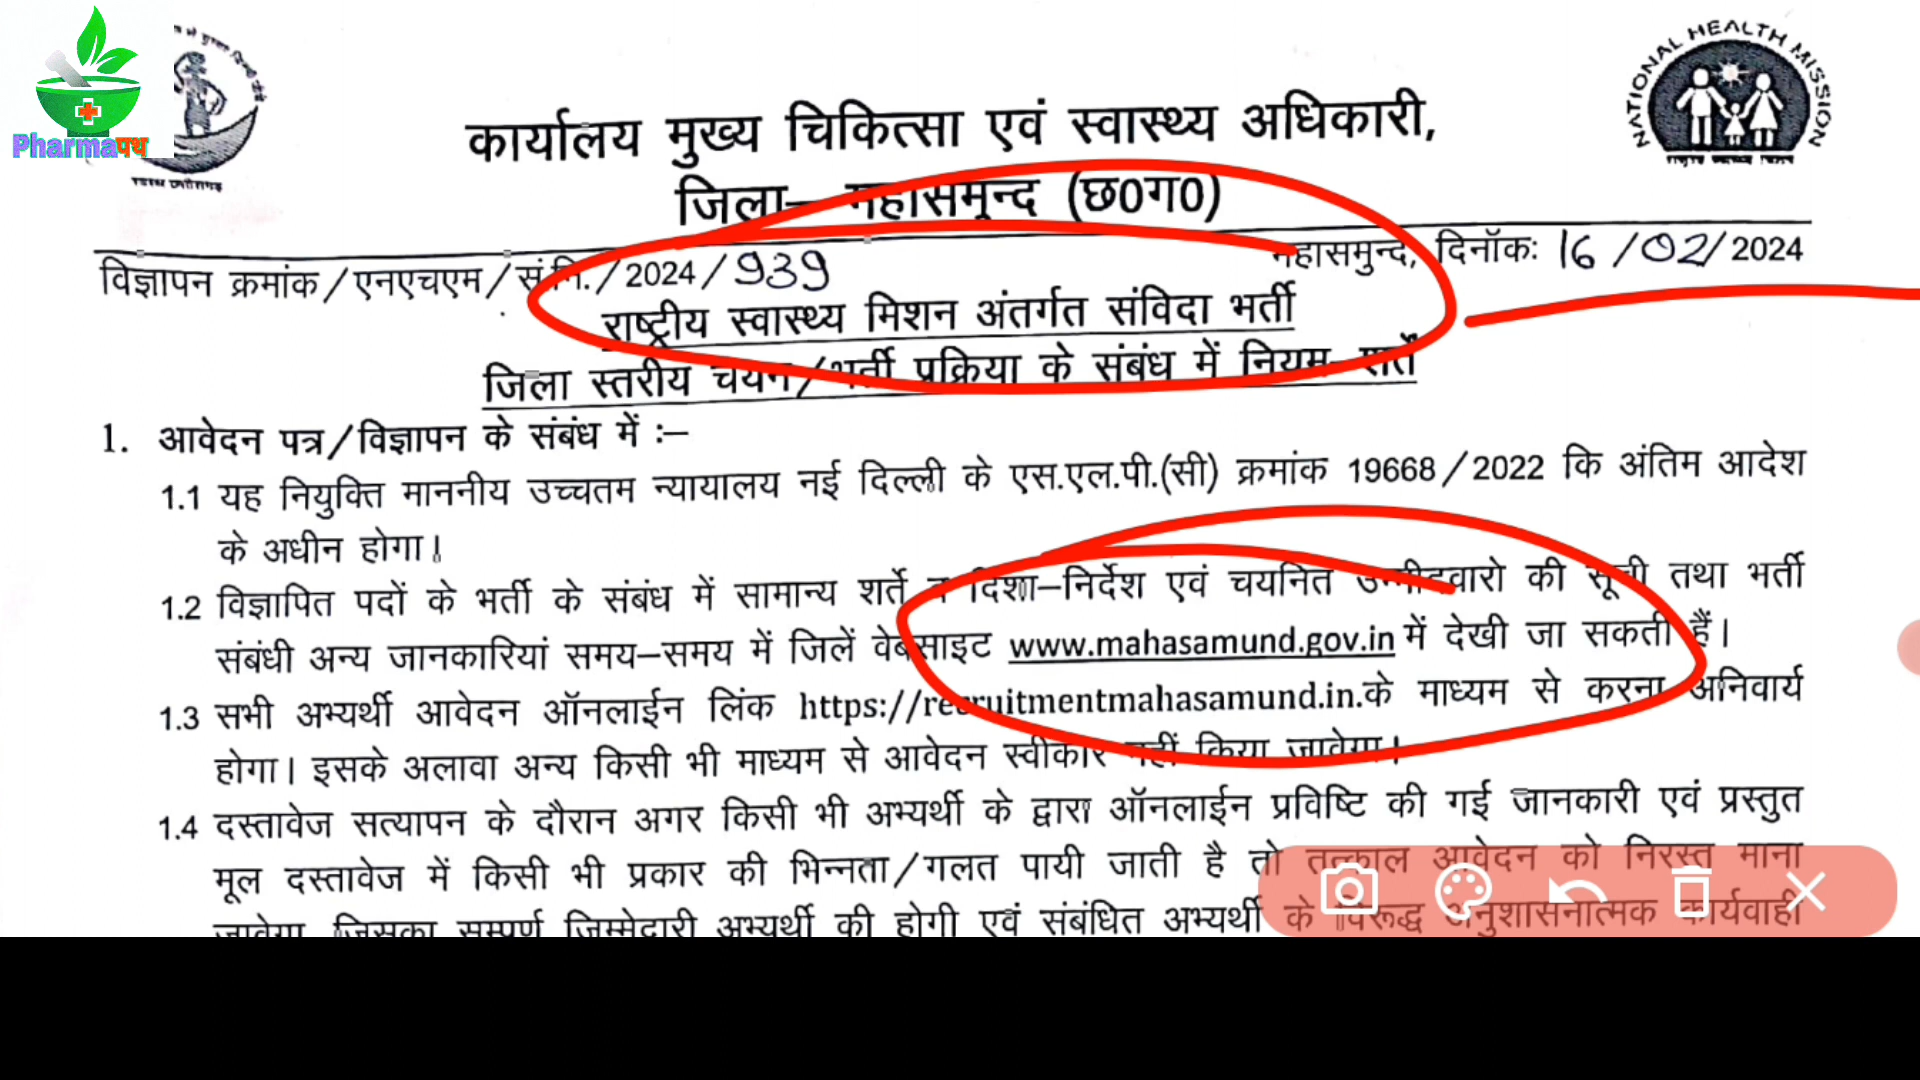 Pharmaपथ
NATIONAL HEALTH MISSION
कार्यालय मुख्य चिकित्सा एवं स्वास्थ्य अधिकारी,
जिला– महासमुन्द (छ0ग0)
विज्ञापन क्रमांक/एनएचएम/सं.नि./2024/939 महासमुन्द, दिनॉकः 16/02/2024
राष्ट्रीय स्वास्थ्य मिशन अंतर्गत संविदा भर्ती
जिला स्तरीय चयन/भर्ती प्रक्रिया के संबंध में नियम शर्तें
1. आवेदन पत्र/विज्ञापन के संबंध में :–
1.1 यह नियुक्ति माननीय उच्चतम न्यायालय नई दिल्ली के एस.एल.पी.(सी) क्रमांक 19668/2022 कि अंतिम आदेश
के अधीन होगा।
1.2 विज्ञापित पदों के भर्ती के संबंध में सामान्य शर्ते व दिशा–निर्देश एवं चयनित उम्मीदवारो की सूची तथा भर्ती
संबंधी अन्य जानकारियां समय–समय में जिलें वेबसाइट www.mahasamund.gov.in में देखी जा सकती हैं।
1.3 सभी अभ्यर्थी आवेदन ऑनलाईन लिंक https://recruitmentmahasamund.in.के माध्यम से करना अनिवार्य
होगा। इसके अलावा अन्य किसी भी माध्यम से आवेदन स्वीकार नहीं किया जावेगा।
1.4 दस्तावेज सत्यापन के दौरान अगर किसी भी अभ्यर्थी के द्वारा ऑनलाईन प्रविष्टि की गई जानकारी एवं प्रस्तुत
मूल दस्तावेज में किसी भी प्रकार की भिन्नता/गलत पायी जाती है तो तत्काल आवेदन को निरस्त माना
जावेगा जिसका सम्पूर्ण जिम्मेदारी अभ्यर्थी की होगी एवं संबंधित अभ्यर्थी के विरूद्ध अनुशासनात्मक कार्यवाही